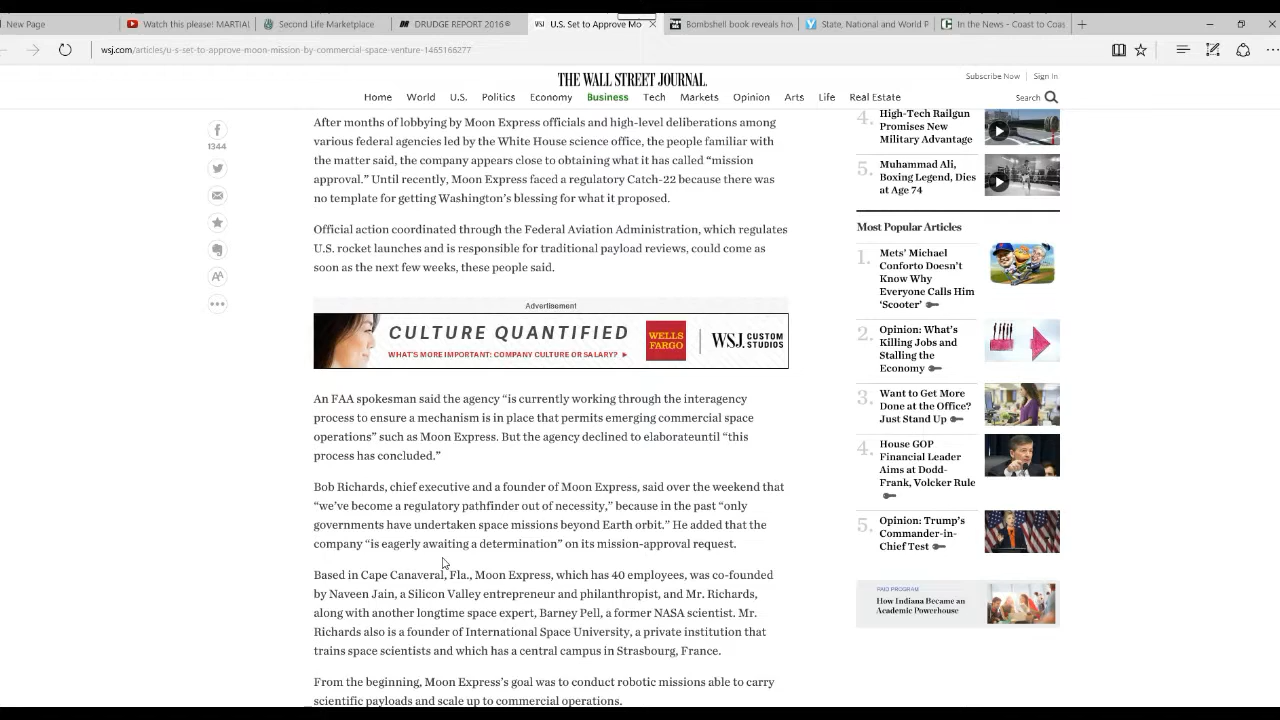 New Page
Watch this please! MARTIAL
Second Life Marketplace
DRUDGE REPORT 2016®
WSJ U.S. Set to Approve Mo
Bombshell book reveals how
State, National and World P
In the News - Coast to Coas
wsj.com/articles/u-s-set-to-approve-moon-mission-by-commercial-space-venture-1465166277
THE WALL STREET JOURNAL.
Subscribe Now | Sign In
Home World U.S. Politics Economy Business Tech Markets Opinion Arts Life Real Estate
Search
1344
After months of lobbying by Moon Express officials and high-level deliberations among
various federal agencies led by the White House science office, the people familiar with
the matter said, the company appears close to obtaining what it has called “mission
approval.” Until recently, Moon Express faced a regulatory Catch-22 because there was
no template for getting Washington’s blessing for what it proposed.
Official action coordinated through the Federal Aviation Administration, which regulates
U.S. rocket launches and is responsible for traditional payload reviews, could come as
soon as the next few weeks, these people said.
Advertisement
CULTURE QUANTIFIED
WHAT’S MORE IMPORTANT: COMPANY CULTURE OR SALARY?
WELLS
FARGO
WSJ. CUSTOM
STUDIOS
An FAA spokesman said the agency “is currently working through the interagency
process to ensure a mechanism is in place that permits emerging commercial space
operations” such as Moon Express. But the agency declined to elaborateuntil “this
process has concluded.”
Bob Richards, chief executive and a founder of Moon Express, said over the weekend that
“we’ve become a regulatory pathfinder out of necessity,” because in the past “only
governments have undertaken space missions beyond Earth orbit.” He added that the
company “is eagerly awaiting a determination” on its mission-approval request.
Based in Cape Canaveral, Fla., Moon Express, which has 40 employees, was co-founded
by Naveen Jain, a Silicon Valley entrepreneur and philanthropist, and Mr. Richards,
along with another longtime space expert, Barney Pell, a former NASA scientist. Mr.
Richards also is a founder of International Space University, a private institution that
trains space scientists and which has a central campus in Strasbourg, France.
From the beginning, Moon Express’s goal was to conduct robotic missions able to carry
scientific payloads and scale up to commercial operations.
4. High-Tech Railgun
Promises New
Military Advantage
5. Muhammad Ali,
Boxing Legend, Dies
at Age 74
Most Popular Articles
1. Mets’ Michael
Conforto Doesn’t
Know Why
Everyone Calls Him
‘Scooter’
2. Opinion: What’s
Killing Jobs and
Stalling the
Economy
3. Want to Get More
Done at the Office?
Just Stand Up
4. House GOP
Financial Leader
Aims at Dodd-
Frank, Volcker Rule
5. Opinion: Trump’s
Commander-in-
Chief Test
PAID PROGRAM
How Indiana Became an
Academic Powerhouse